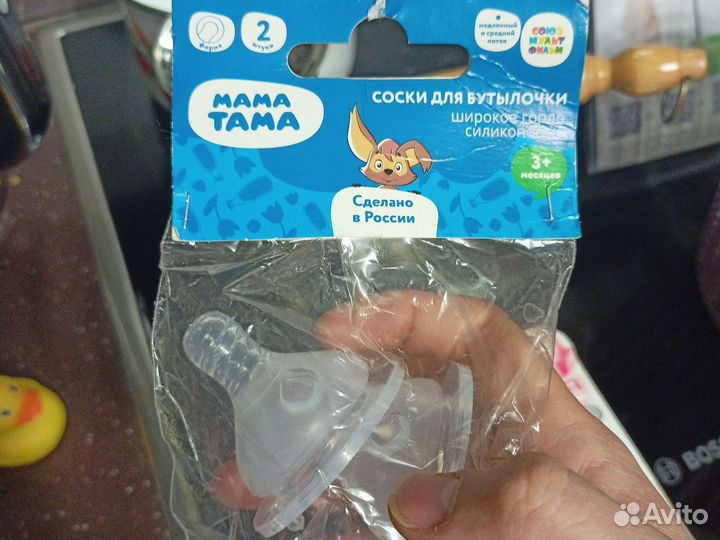 Форма
2
штуки
медленный
и средний
поток
СОЮЗ
МУЛЬТ
ФИЛЬМ
МАМА
ТАМА
СОСКИ ДЛЯ БУТЫЛОЧКИ
широкое горло
3+
месяцев
Сделано
в России
BOS
Avito